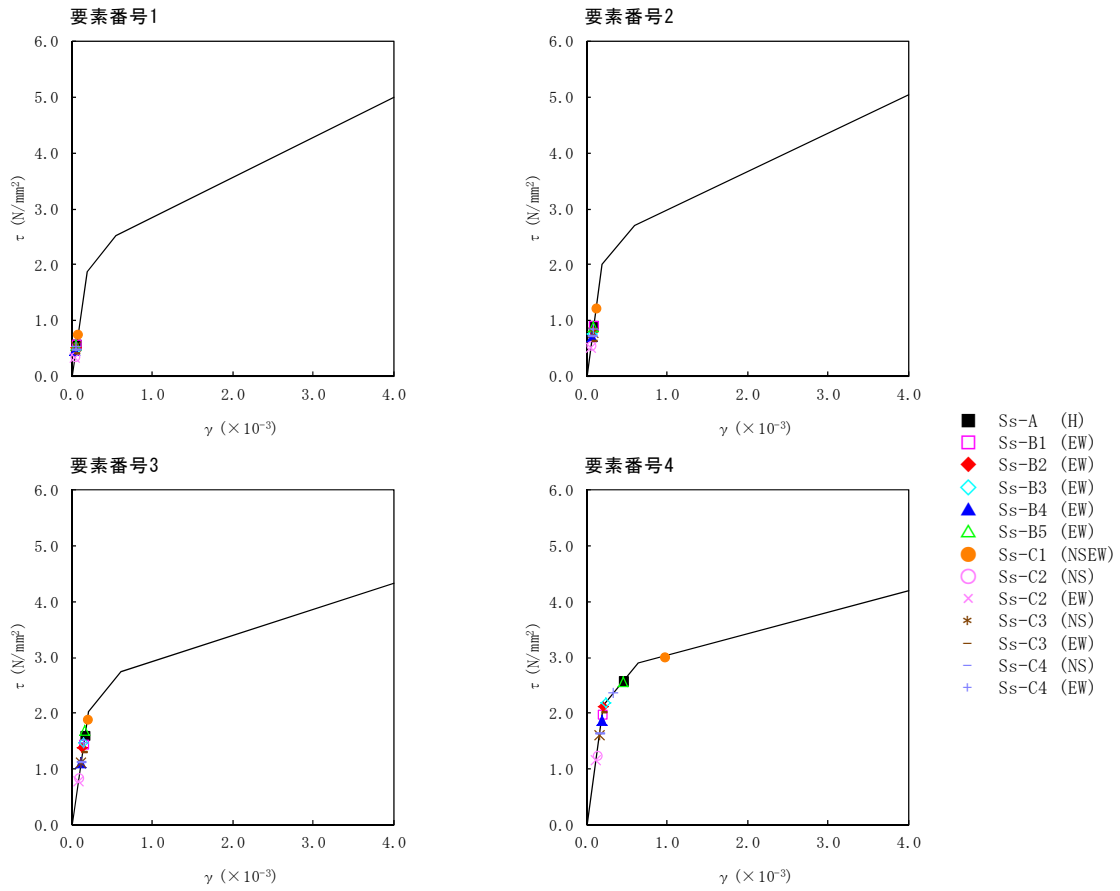 要素番号1
6.0
5.0
4.0
3.0
2.0
1.0
0.0
τ (N/mm²)
0.0 1.0 2.0 3.0 4.0
γ (×10⁻³)
要素番号2
6.0
5.0
4.0
3.0
2.0
1.0
0.0
τ (N/mm²)
0.0 1.0 2.0 3.0 4.0
γ (×10⁻³)
要素番号3
6.0
5.0
4.0
3.0
2.0
1.0
0.0
τ (N/mm²)
0.0 1.0 2.0 3.0 4.0
γ (×10⁻³)
要素番号4
6.0
5.0
4.0
3.0
2.0
1.0
0.0
τ (N/mm²)
0.0 1.0 2.0 3.0 4.0
γ (×10⁻³)
Ss-A (H)
Ss-B1 (EW)
Ss-B2 (EW)
Ss-B3 (EW)
Ss-B4 (EW)
Ss-B5 (EW)
Ss-C1 (NSEW)
Ss-C2 (NS)
Ss-C2 (EW)
Ss-C3 (NS)
Ss-C3 (EW)
Ss-C4 (NS)
Ss-C4 (EW)